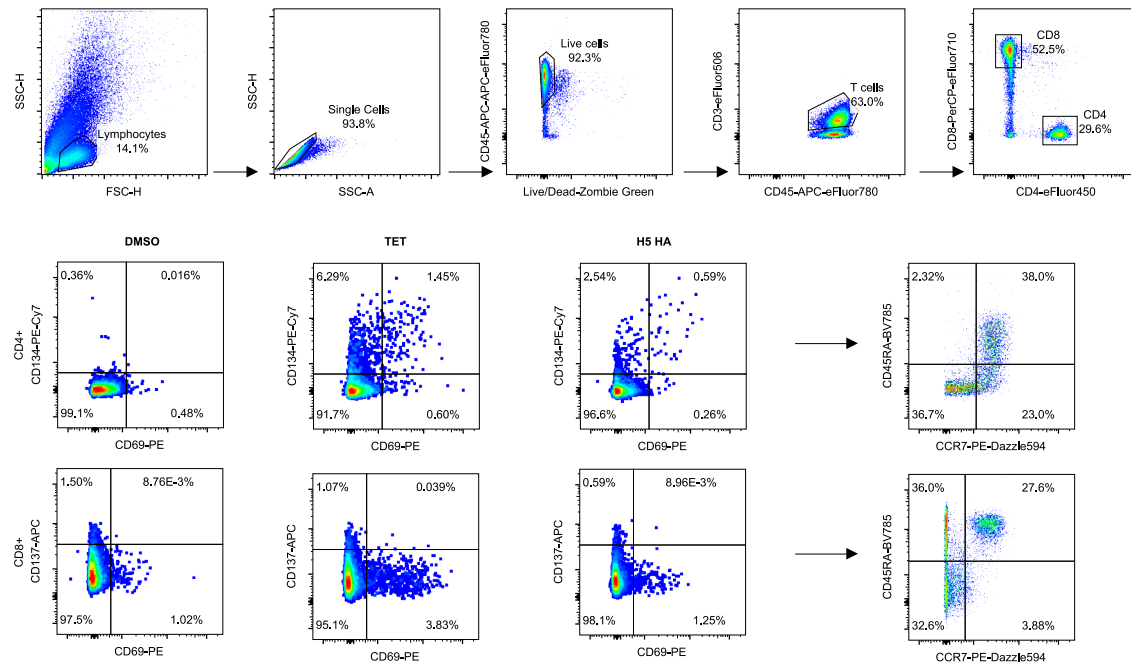 SSC-H
Lymphocytes
14.1%
FSC-H
SSC-H
Single Cells
93.8%
SSC-A
CD45-APC-APC-eFluor780
Live cells
92.3%
Live/Dead-Zombie Green
CD3-eFluor506
T cells
63.0%
CD45-APC-eFluor780
CD8-PerCP-eFluor710
CD8
52.5%
CD4
29.6%
CD4-eFluor450
DMSO
TET
H5 HA
CD4+
CD134-PE-Cy7
0.36%
0.016%
99.1%
0.48%
CD69-PE
CD134-PE-Cy7
6.29%
1.45%
91.7%
0.60%
CD69-PE
CD134-PE-Cy7
2.54%
0.59%
96.6%
0.26%
CD69-PE
CD45RA-BV785
2.32%
38.0%
36.7%
23.0%
CCR7-PE-Dazzle594
CD8+
CD137-APC
1.50%
8.76E-3%
97.5%
1.02%
CD69-PE
CD137-APC
1.07%
0.039%
95.1%
3.83%
CD69-PE
CD137-APC
0.59%
8.96E-3%
98.1%
1.25%
CD69-PE
CD45RA-BV785
36.0%
27.6%
32.6%
3.88%
CCR7-PE-Dazzle594